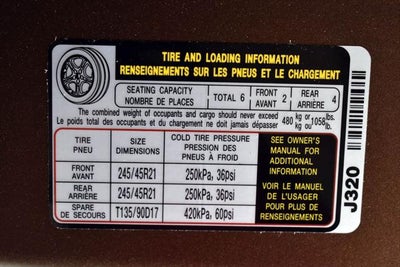 TIRE AND LOADING INFORMATION
RENSEIGNEMENTS SUR LES PNEUS ET LE CHARGEMENT
SEATING CAPACITY
NOMBRE DE PLACES
TOTAL 6
FRONT
AVANT 2
REAR
ARRIÈRE 4
The combined weight of occupants and cargo should never exceed
Le poids total des occupants et du chargement ne doit jamais dépasser
480 kg or 1058 lbs.
kg ou lb.
TIRE
PNEU
SIZE
DIMENSIONS
COLD TIRE PRESSURE
PRESSION DES
PNEUS À FROID
FRONT
AVANT
245/45R21
250kPa, 36psi
REAR
ARRIÈRE
245/45R21
250kPa, 36psi
SPARE
DE SECOURS
T135/90D17
420kPa, 60psi
SEE OWNER'S
MANUAL FOR
ADDITIONAL
INFORMATION
VOIR LE MANUEL
DE L'USAGER
POUR PLUS DE
RENSEIGNEMENTS
J320